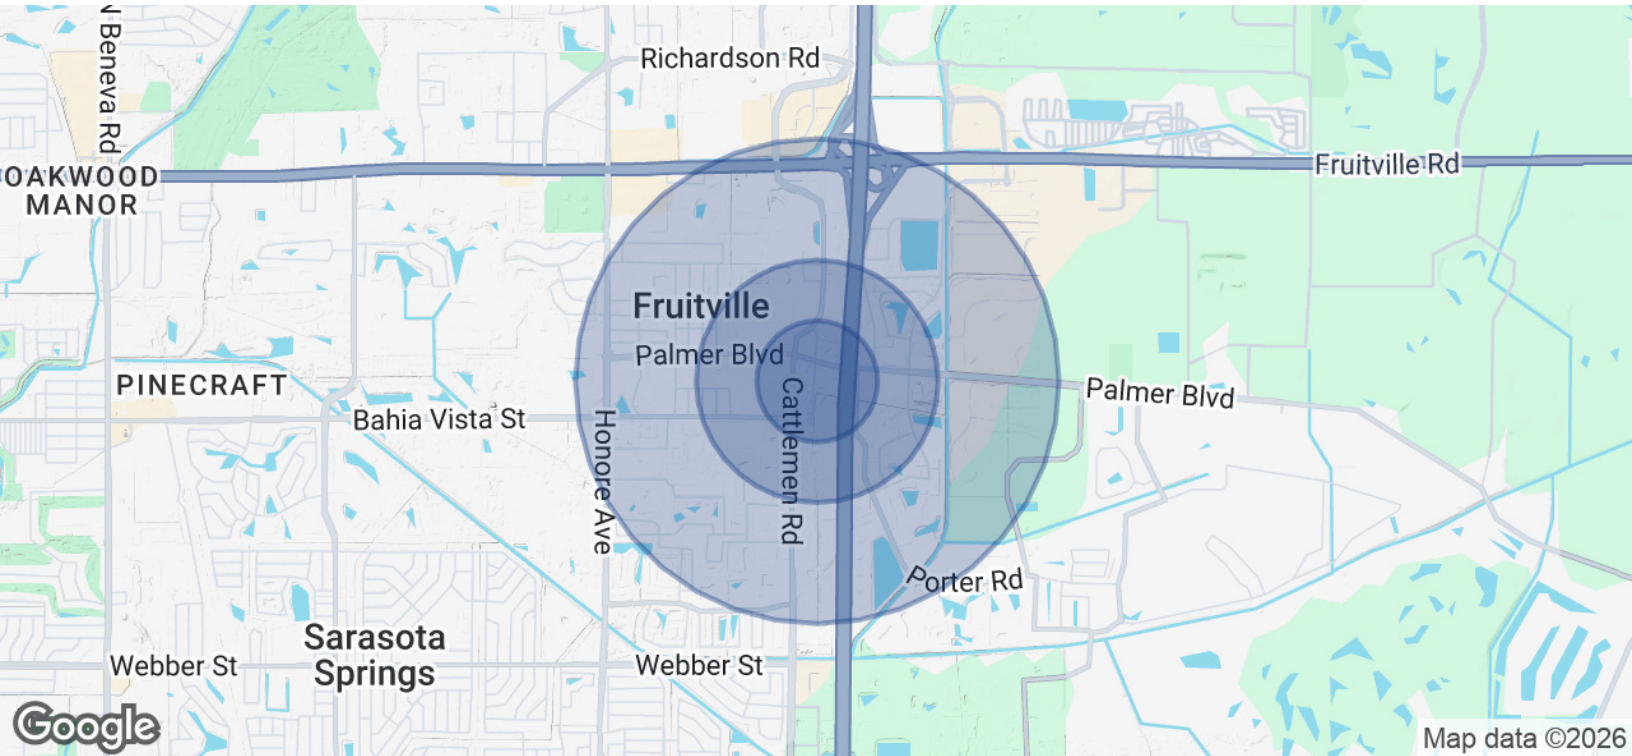 N Beneva Rd
Richardson Rd
Fruitville Rd
OAKWOOD
MANOR
Fruitville
Palmer Blvd
PINECRAFT
Palmer Blvd
Bahia Vista St
Honore Ave
Cattlemen Rd
Porter Rd
Sarasota
Springs
Webber St
Webber St
Google
Map data ©2026